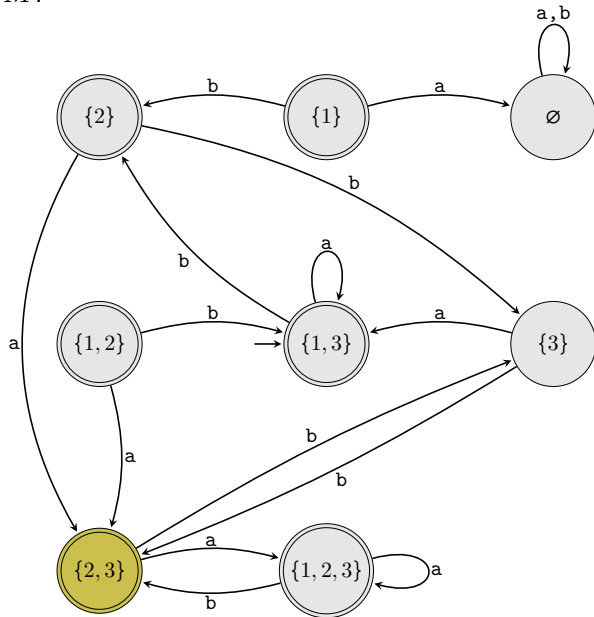 a,b
b
a
{2}
{1}
∅
b
b
a
a
{1, 2}
b
{1, 3}
a
{3}
a
b
b
{2, 3}
a
{1, 2, 3}
a
b